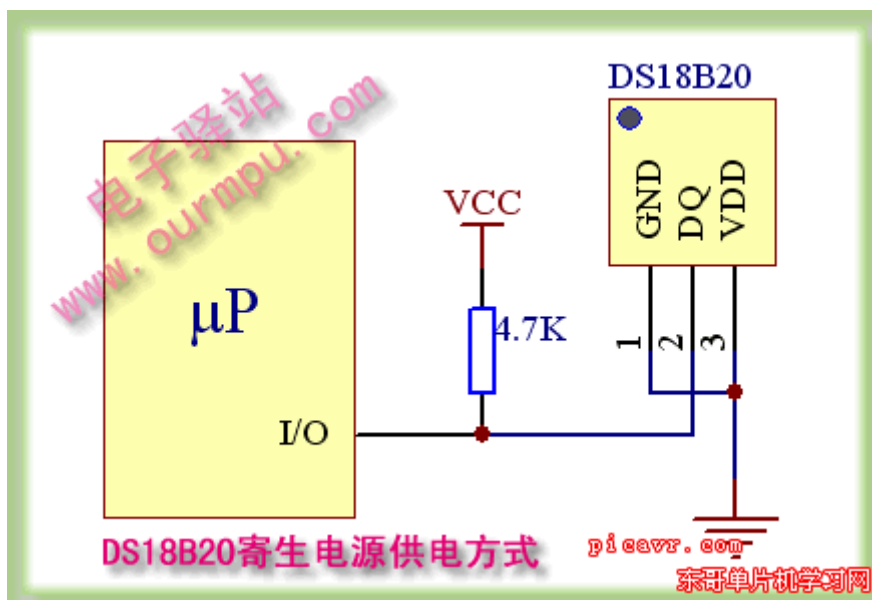 DS18B20
电子驿站
www.ourmpu.com
GND
DQ
VDD
VCC
μP
4.7K
1
2
3
I/O
DS18B20寄生电源供电方式
picavr.com
东哥单片机学习网